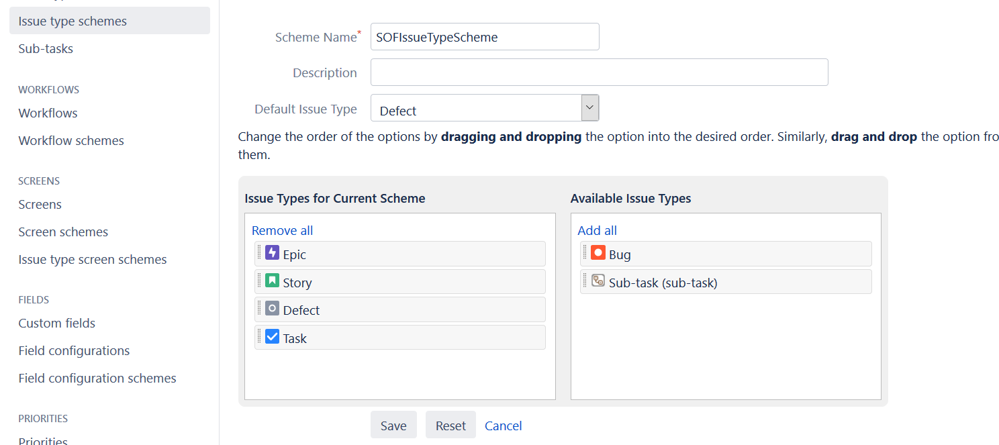 Issue type schemes
Sub-tasks
WORKFLOWS
Workflows
Workflow schemes
SCREENS
Screens
Screen schemes
Issue type screen schemes
FIELDS
Custom fields
Field configurations
Field configuration schemes
PRIORITIES
Priorities
Scheme Name* SOFIssueTypeScheme
Description
Default Issue Type Defect
Change the order of the options by dragging and dropping the option into the desired order. Similarly, drag and drop the option fro
them.
Issue Types for Current Scheme
Remove all
Epic
Story
Defect
Task
Available Issue Types
Add all
Bug
Sub-task (sub-task)
Save Reset Cancel